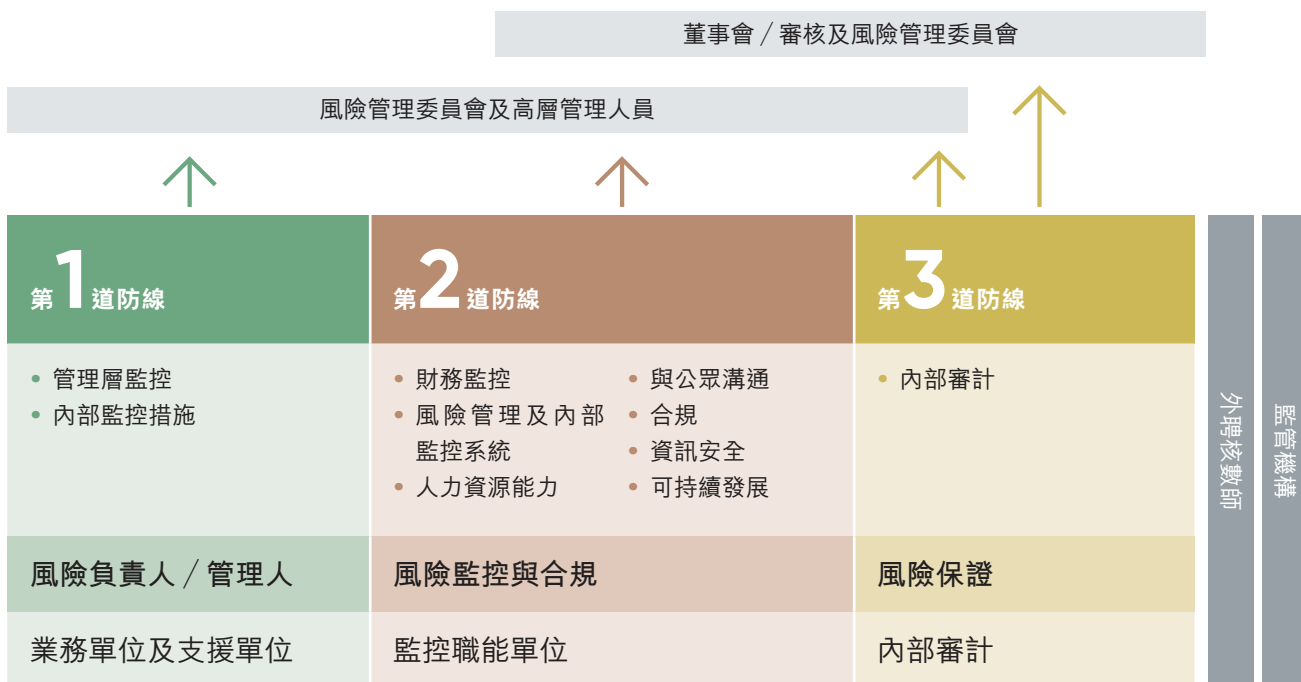 董事會 / 審核及風險管理委員會
風險管理委員會及高層管理人員
第1道防線
• 管理層監控
• 內部監控措施
風險負責人 / 管理人
業務單位及支援單位
第2道防線
• 財務監控
• 風險管理及內部
監控系統
• 人力資源能力
• 與公眾溝通
• 合規
• 資訊安全
• 可持續發展
風險監控與合規
監控職能單位
第3道防線
• 內部審計
風險保證
內部審計
外聘核數師
監管機構